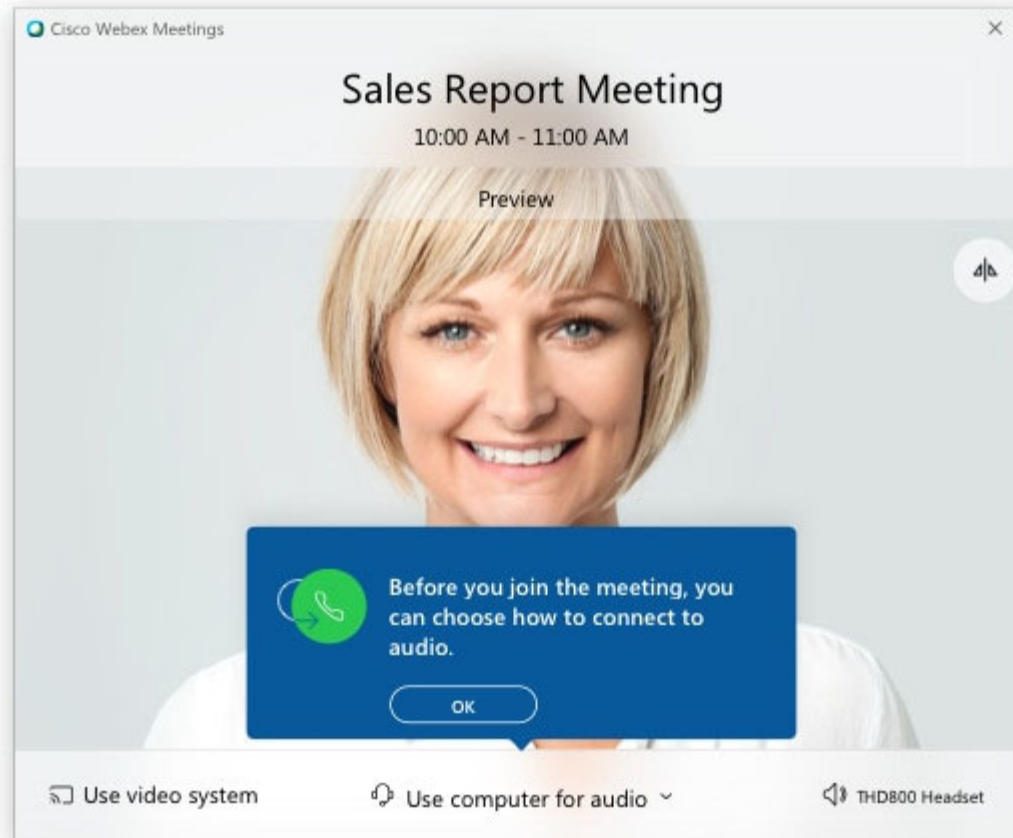 Cisco Webex Meetings
Sales Report Meeting
10:00 AM - 11:00 AM
Preview
Before you join the meeting, you
can choose how to connect to
audio.
OK
Use video system
Use computer for audio
THD800 Headset